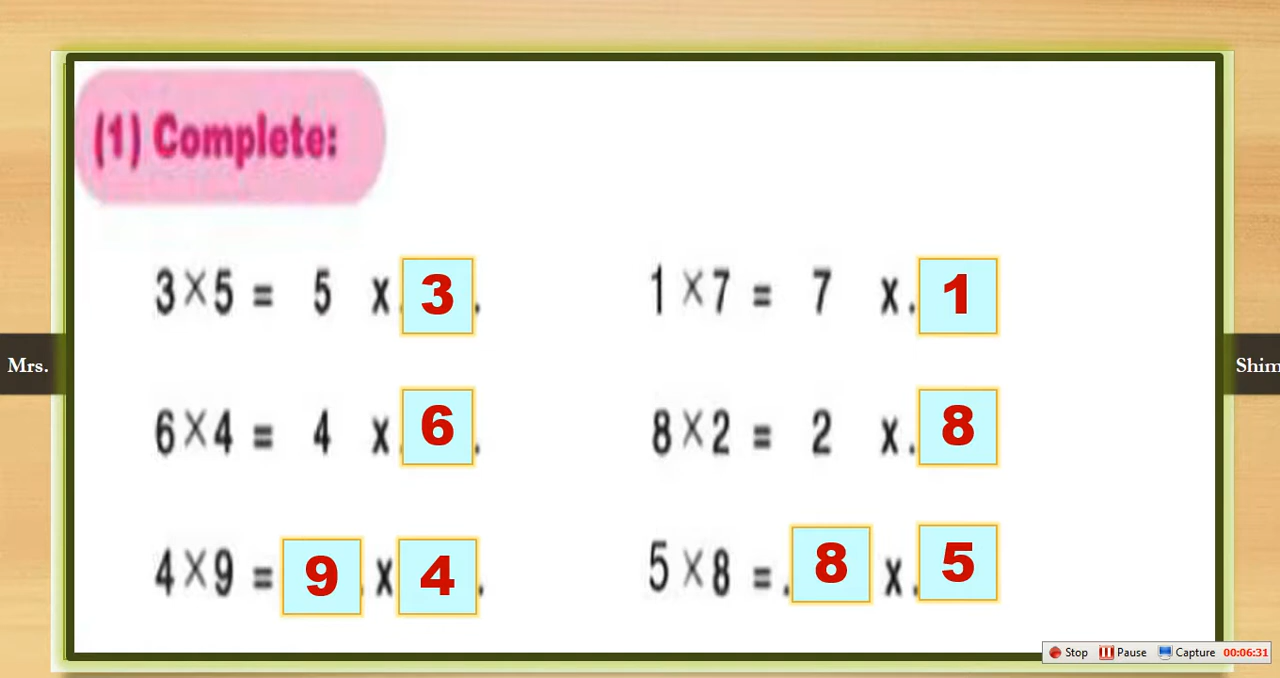 (1) Complete:
3×5 = 5 x 3 .
1×7 = 7 x. 1
Mrs.
Shim
6×4 = 4 x 6 .
8×2 = 2 x. 8
4×9 = 9 x 4 .
5×8 =. 8 x. 5
Stop Pause Capture 00:06:31